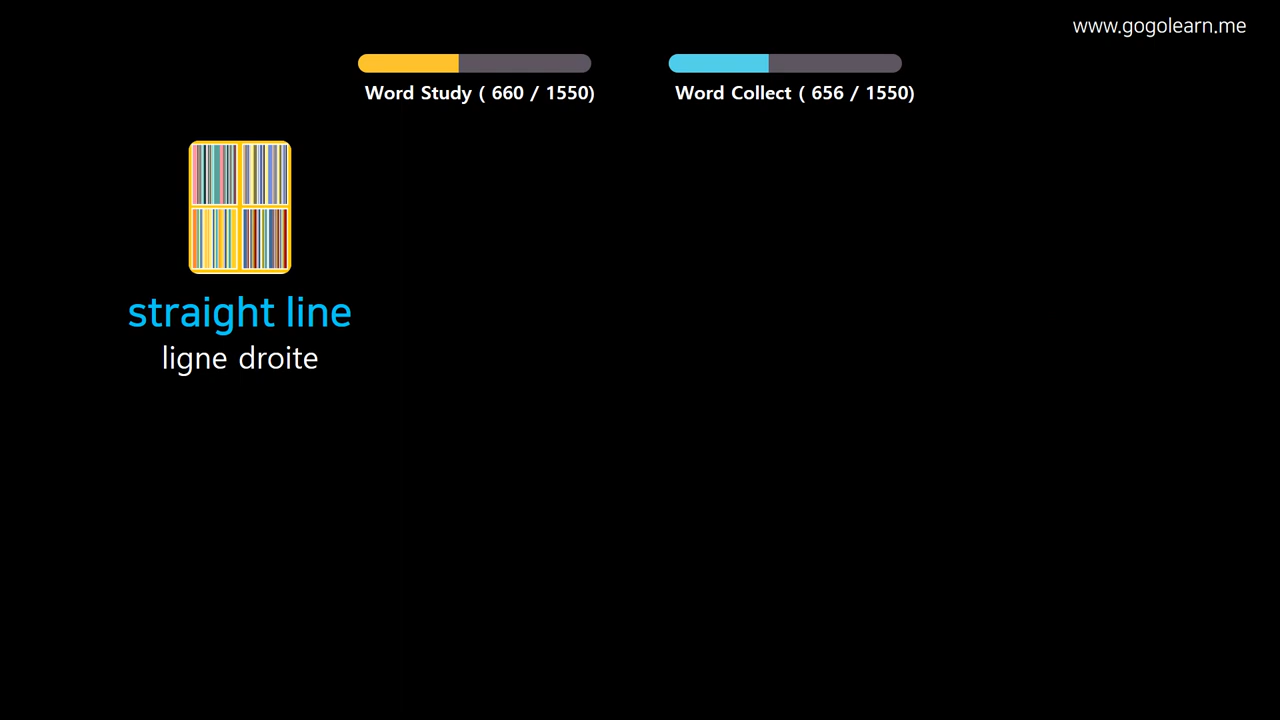 www.gogolearn.me
Word Study ( 660 / 1550)
Word Collect ( 656 / 1550)
straight line
ligne droite